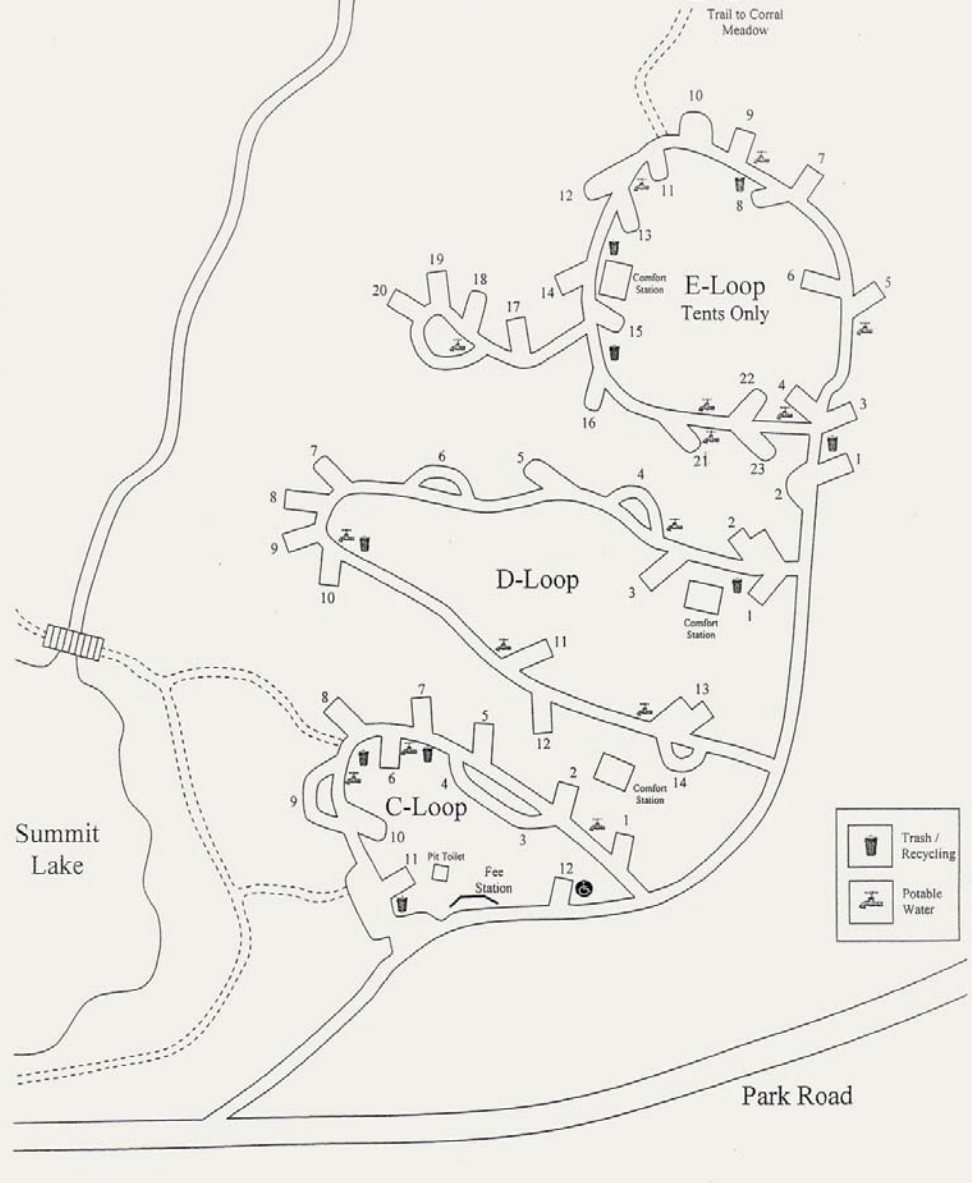 Trail to Corral
Meadow
10
9
7
12
11
8
13
6
5
14
Comfort
Station
E-Loop
Tents Only
15
19
18
20
17
16
22
4
3
21
23
1
2
7
6
5
4
8
9
10
2
3
1
D-Loop
Comfort
Station
11
12
13
14
Comfort
Station
8
7
5
6
4
2
9
C-Loop
3
1
10
11
Pit Toilet
Fee
Station
12
Summit
Lake
Trash /
Recycling
Potable
Water
Park Road